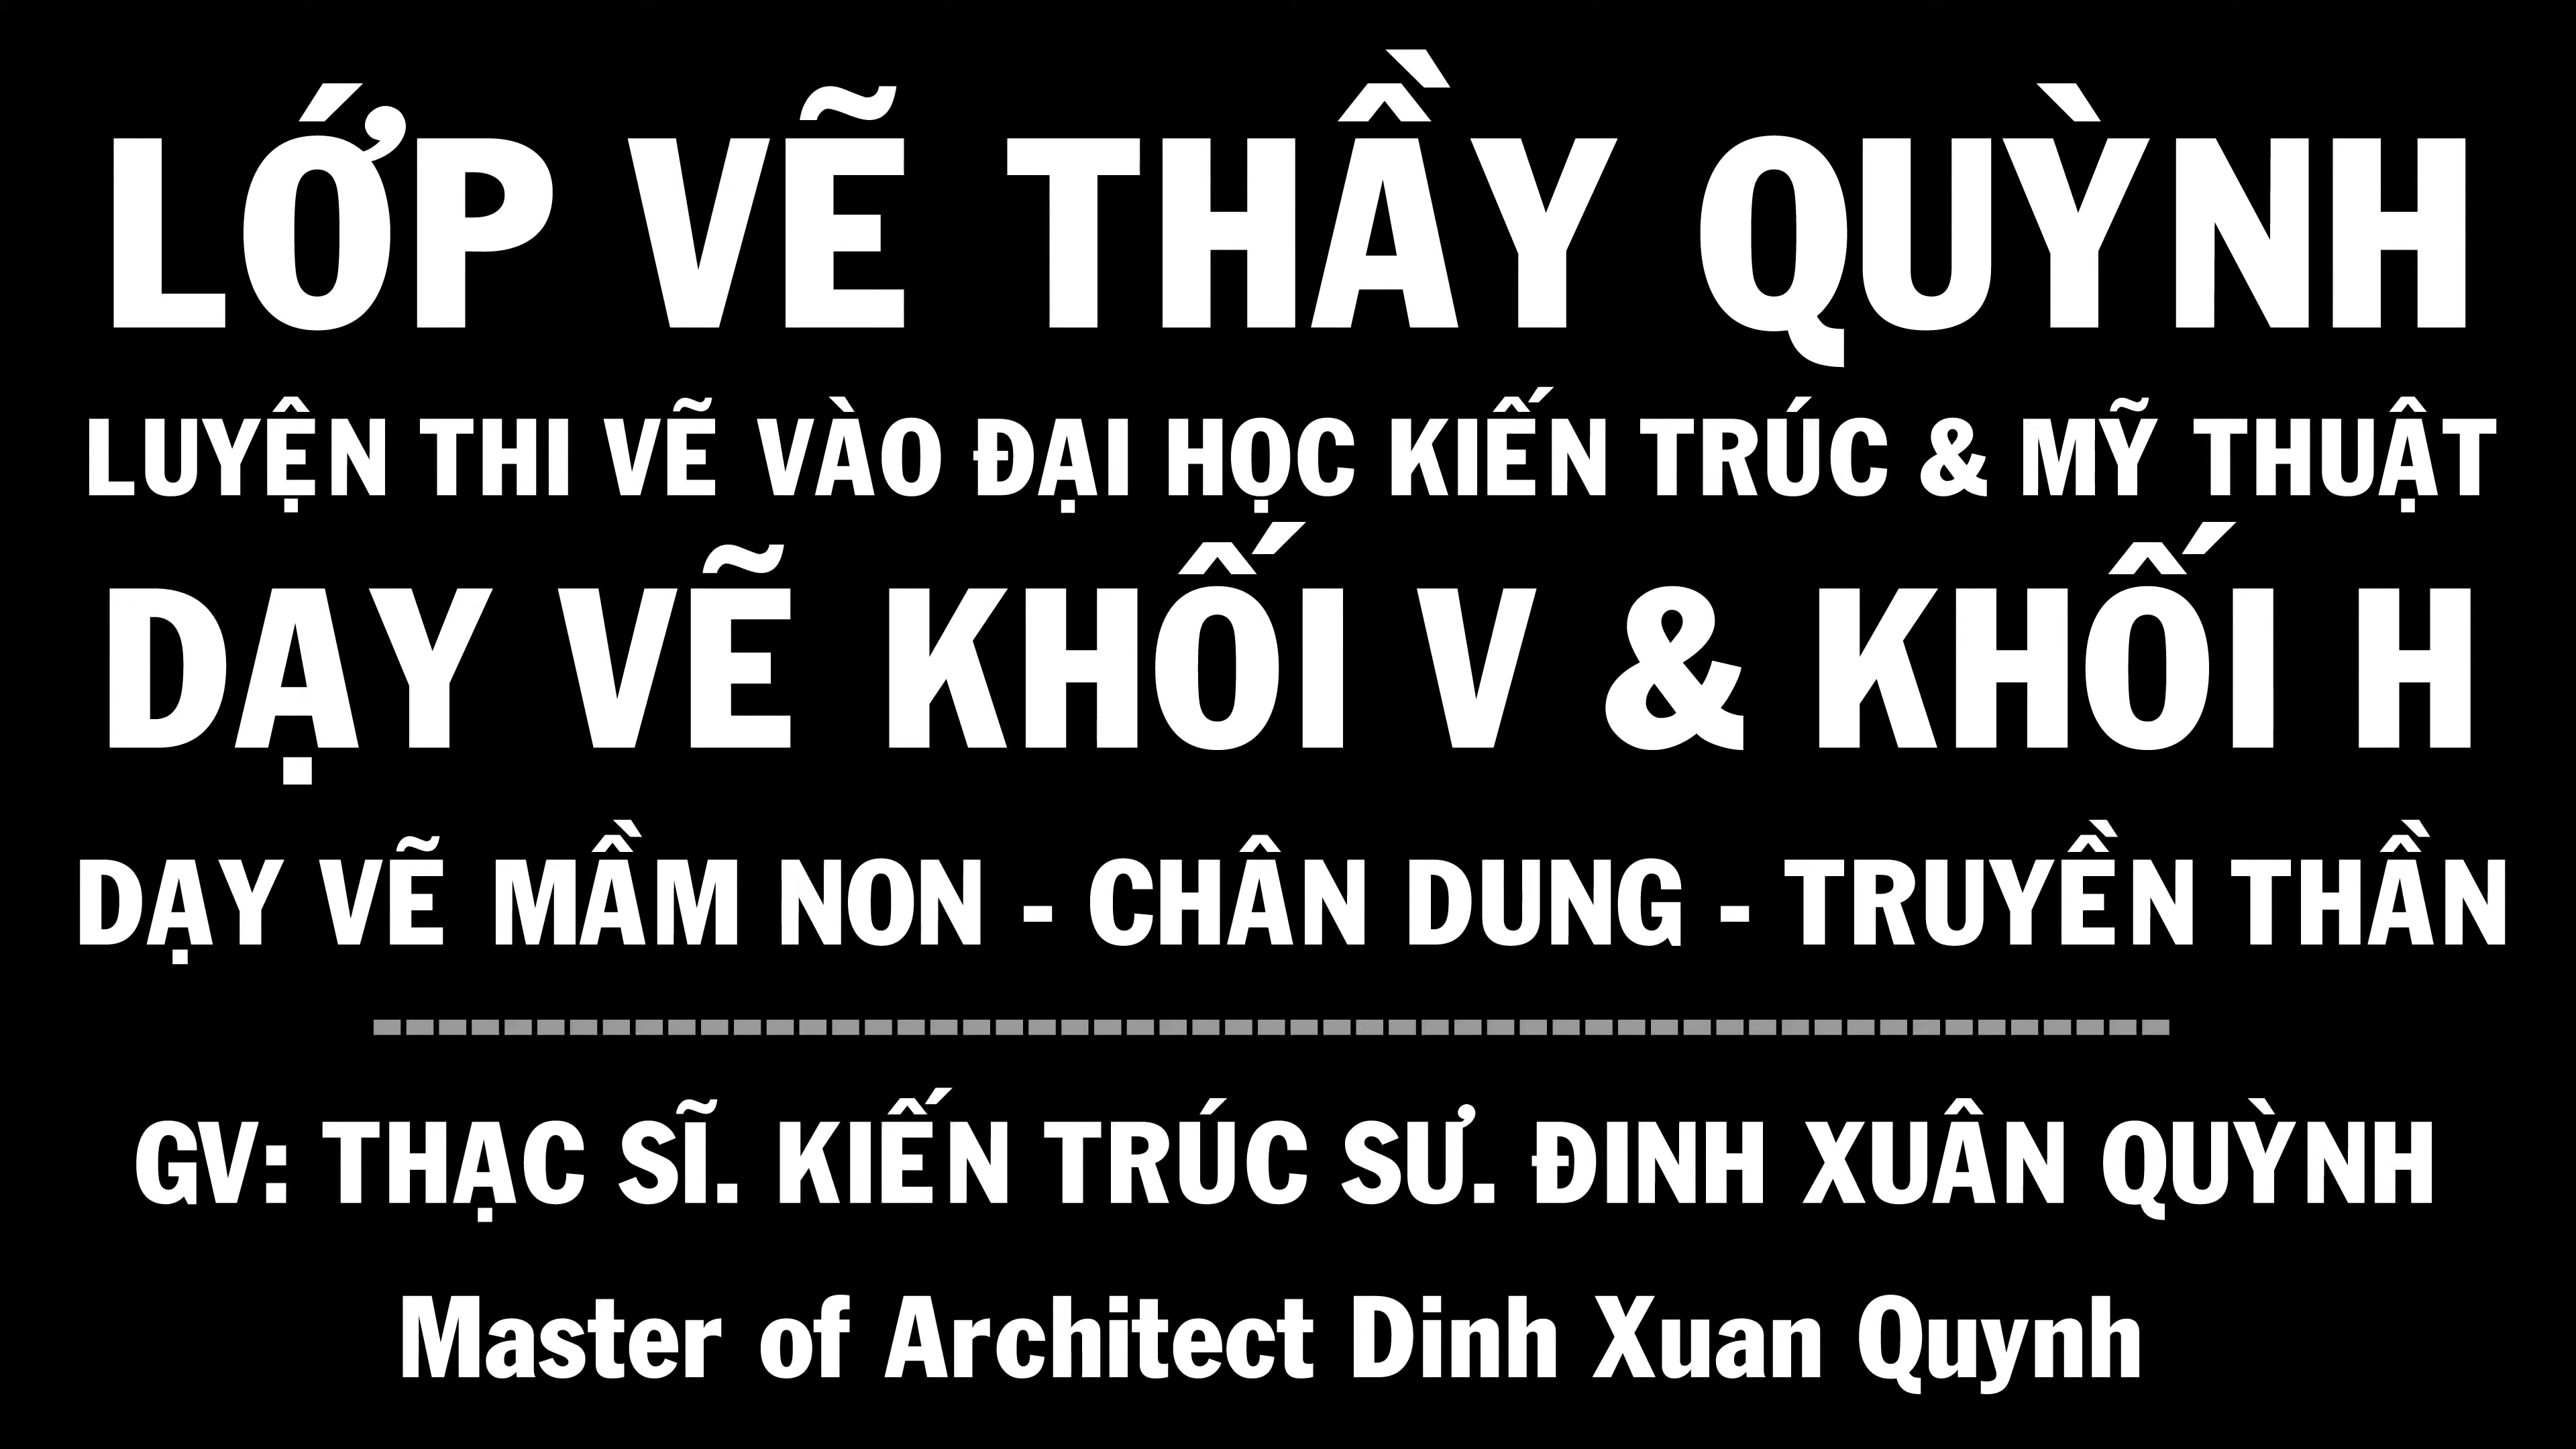 LỚP VẼ THẦY QUỲNH
LUYỆN THI VẼ VÀO ĐẠI HỌC KIẾN TRÚC & MỸ THUẬT
DẠY VẼ KHỐI V & KHỐI H
DẠY VẼ MẦM NON - CHÂN DUNG - TRUYỀN THẦN
-------------------------------------------------------
GV: THẠC SĨ. KIẾN TRÚC SƯ. ĐINH XUÂN QUỲNH
Master of Architect Dinh Xuan Quynh